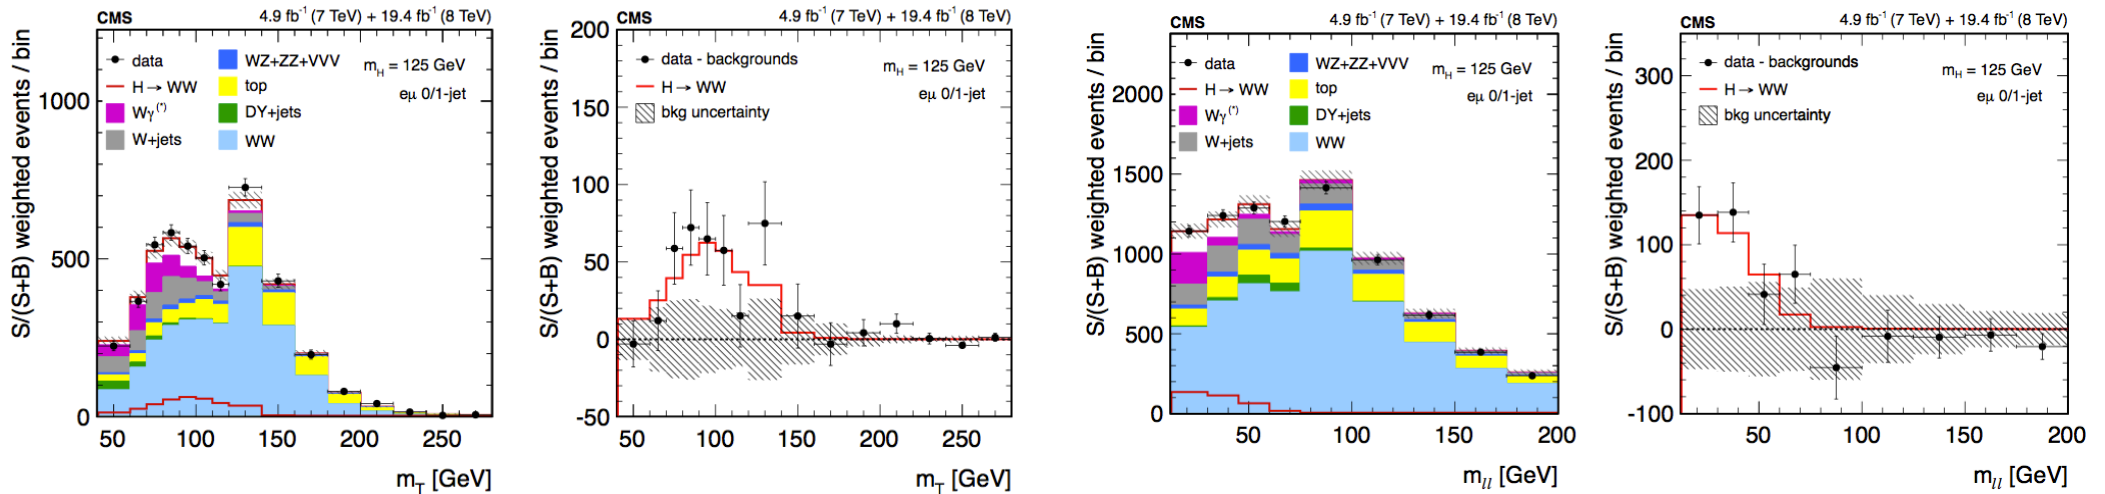 CMS 4.9 fb⁻¹ (7 TeV) + 19.4 fb⁻¹ (8 TeV)
S/(S+B) weighted events / bin
data
H → WW
Wγ(*)
W+jets
WZ+ZZ+VVV
top
DY+jets
WW
mH = 125 GeV
eμ 0/1-jet
1000
500
0
50 100 150 200 250
mT [GeV]
CMS 4.9 fb⁻¹ (7 TeV) + 19.4 fb⁻¹ (8 TeV)
S/(S+B) weighted events / bin
data - backgrounds
H → WW
bkg uncertainty
mH = 125 GeV
eμ 0/1-jet
200
150
100
50
0
-50
50 100 150 200 250
mT [GeV]
CMS 4.9 fb⁻¹ (7 TeV) + 19.4 fb⁻¹ (8 TeV)
S/(S+B) weighted events / bin
data
H → WW
Wγ(*)
W+jets
WZ+ZZ+VVV
top
DY+jets
WW
mH = 125 GeV
eμ 0/1-jet
2000
1500
1000
500
0
50 100 150 200
mll [GeV]
CMS 4.9 fb⁻¹ (7 TeV) + 19.4 fb⁻¹ (8 TeV)
S/(S+B) weighted events / bin
data - backgrounds
H → WW
bkg uncertainty
mH = 125 GeV
eμ 0/1-jet
300
200
100
0
-100
50 100 150 200
mll [GeV]